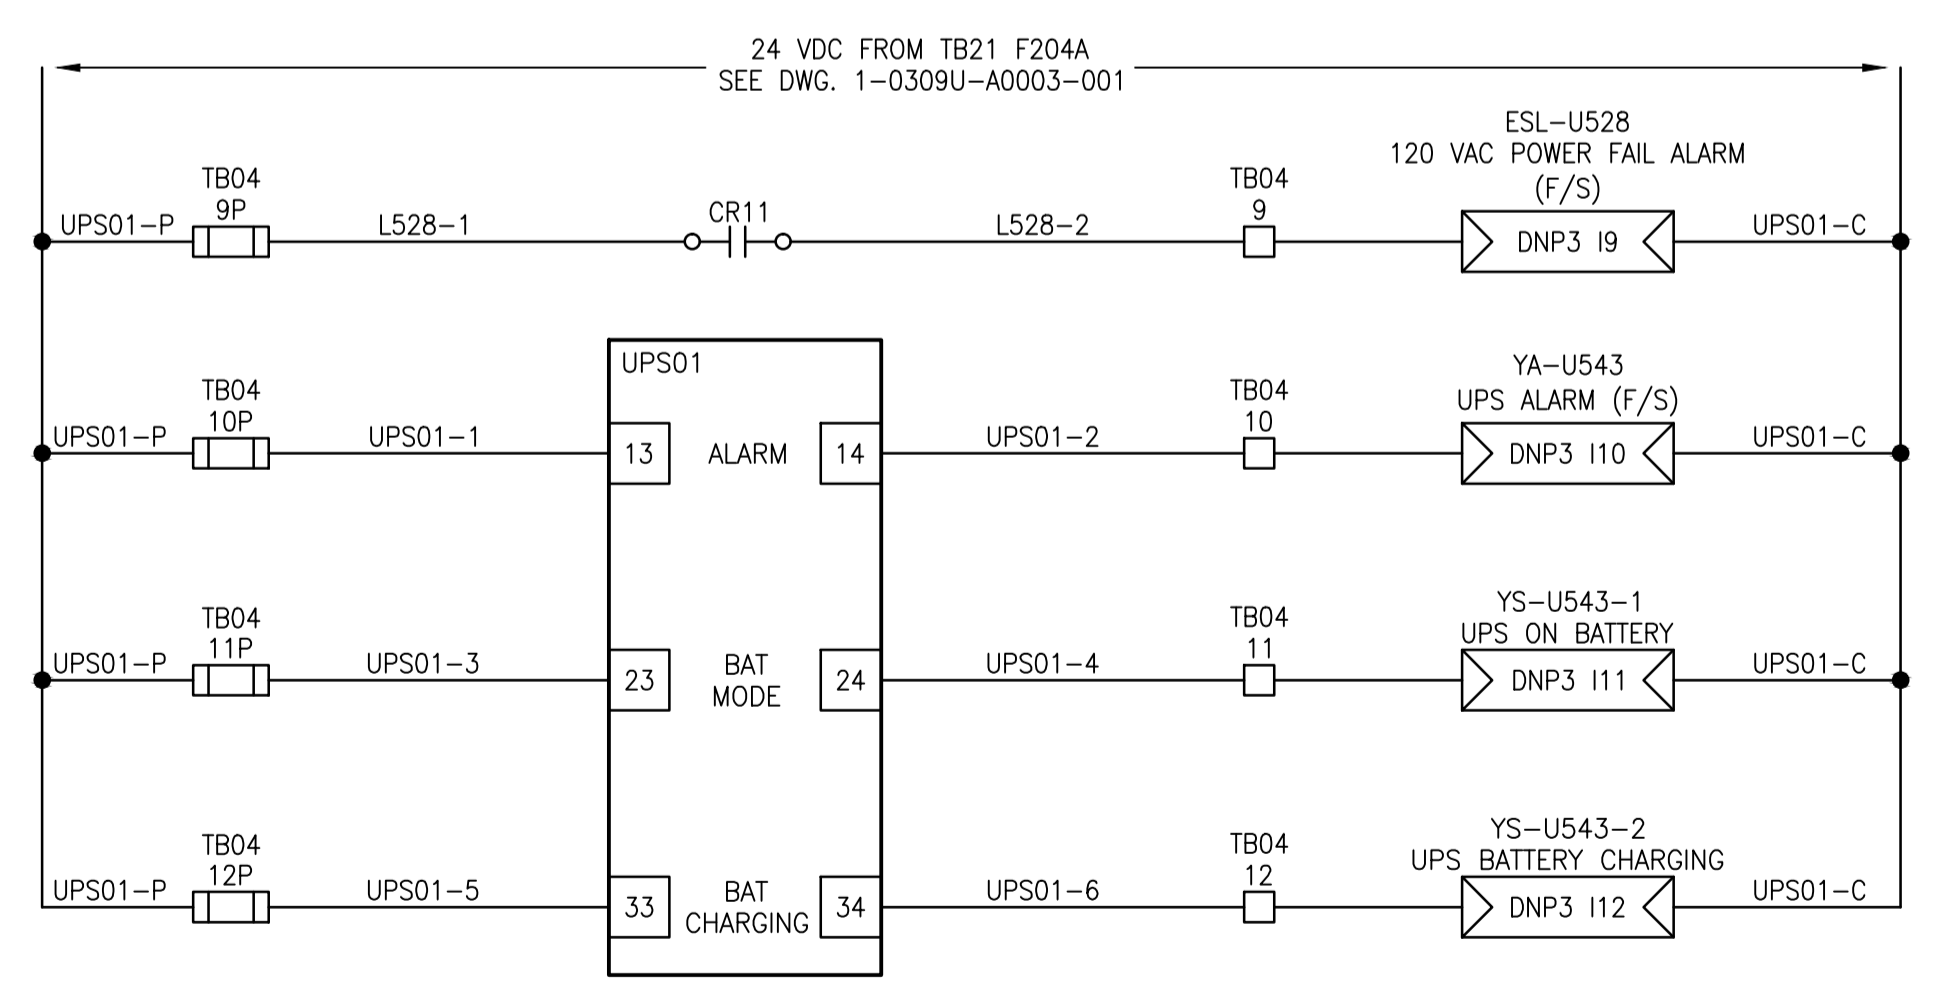 24 VDC FROM TB21 F204A
SEE DWG. 1-0309U-A0003-001
ESL-U528
120 VAC POWER FAIL ALARM
(F/S)
TB04
9P
TB04
9
UPS01-P
L528-1
CR11
L528-2
DNP3 I9
UPS01-C
UPS01
YA-U543
UPS ALARM (F/S)
TB04
10P
TB04
10
UPS01-P
UPS01-1
13
ALARM
14
UPS01-2
DNP3 I10
UPS01-C
YS-U543-1
UPS ON BATTERY
TB04
11P
TB04
11
UPS01-P
UPS01-3
23
BAT
MODE
24
UPS01-4
DNP3 I11
UPS01-C
YS-U543-2
UPS BATTERY CHARGING
TB04
12P
TB04
12
UPS01-P
UPS01-5
33
BAT
CHARGING
34
UPS01-6
DNP3 I12
UPS01-C